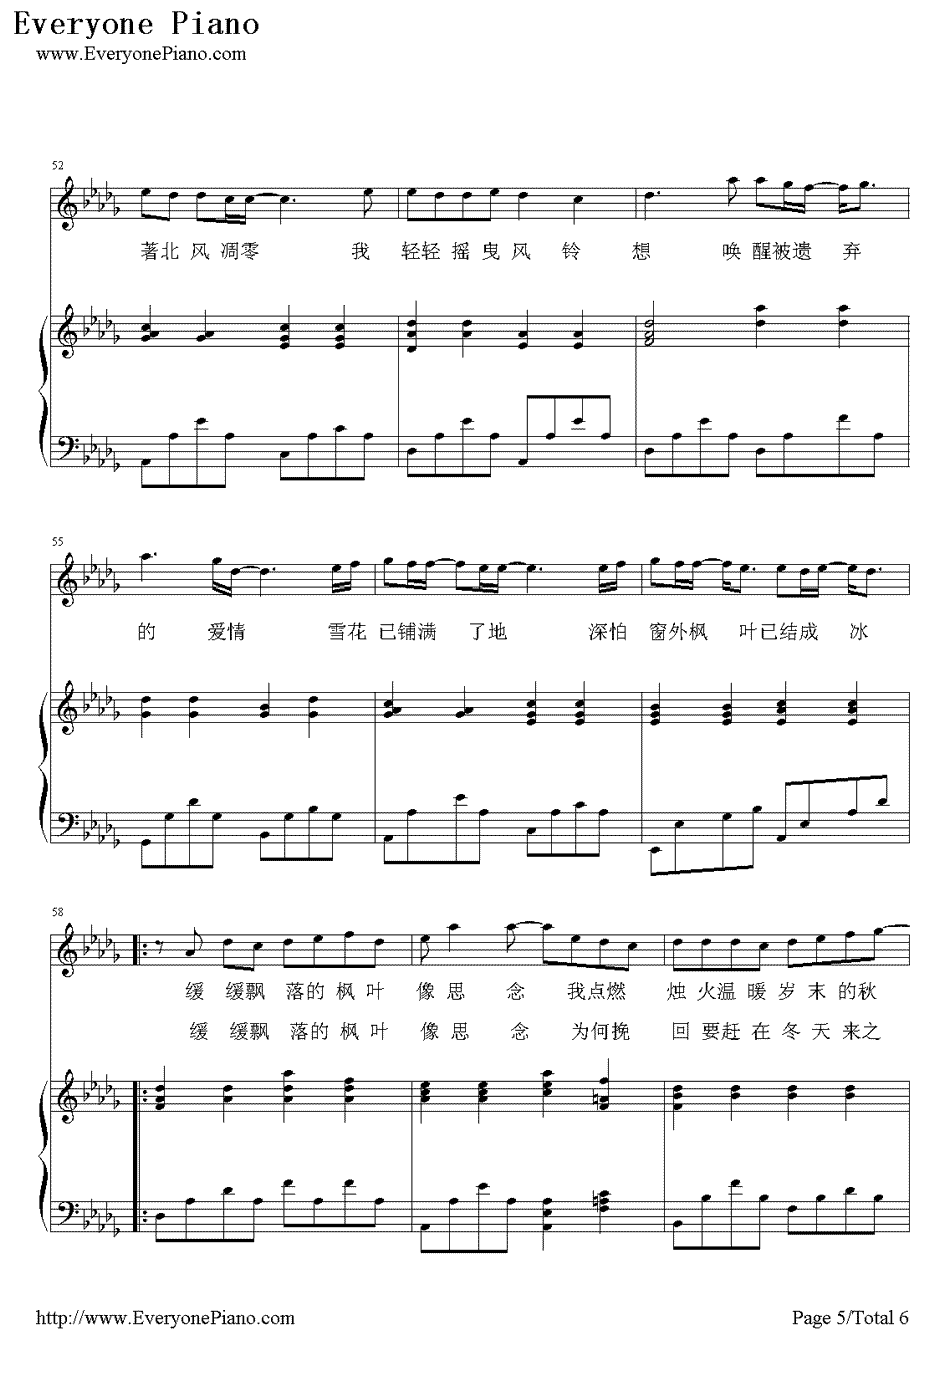 Everyone Piano
www.EveryonePiano.com
52
著北 风 凋零 我 轻轻 摇 曳 风 铃 想 唤 醒被遗 弃
55
的 爱情 雪花 已铺满 了地 深怕 窗外枫 叶已结成 冰
58
缓 缓飘 落的 枫 叶 像 思 念 我点燃 烛 火温 暖 岁 末 的秋
缓 缓飘 落的 枫 叶 像 思 念 为何挽 回 要赶 在 冬 天 来之
http://www.EveryonePiano.com
Page 5/Total 6